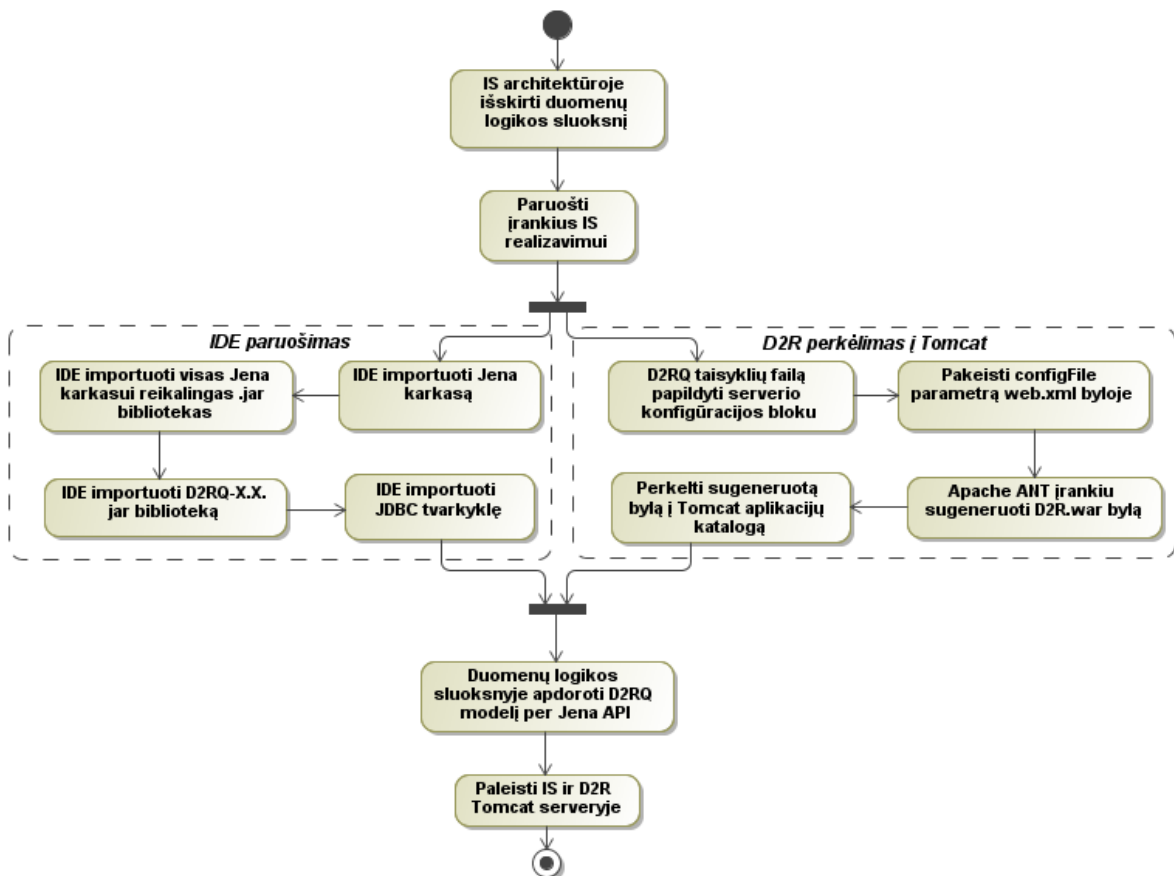 IS architektūroje
išskirti duomenų
logikos sluoksnį
Paruošti
įrankius IS
realizavimui
IDE paruošimas
IDE importuoti Jena
karkasą
IDE importuoti visas Jena
karkasui reikalingas .jar
bibliotekas
IDE importuoti D2RQ-X.X.
jar biblioteką
IDE importuoti
JDBC tvarkyklę
D2R perkėlimas į Tomcat
D2RQ taisyklių failą
papildyti serverio
konfigūracijos bloku
Pakeisti configFile
parametrą web.xml byloje
Apache ANT įrankiu
sugeneruoti D2R.war bylą
Perkelti sugeneruotą
bylą į Tomcat aplikacijų
katalogą
Duomenų logikos
sluoksnyje apdoroti D2RQ
modelį per Jena API
Paleisti IS ir D2R
Tomcat serveryje